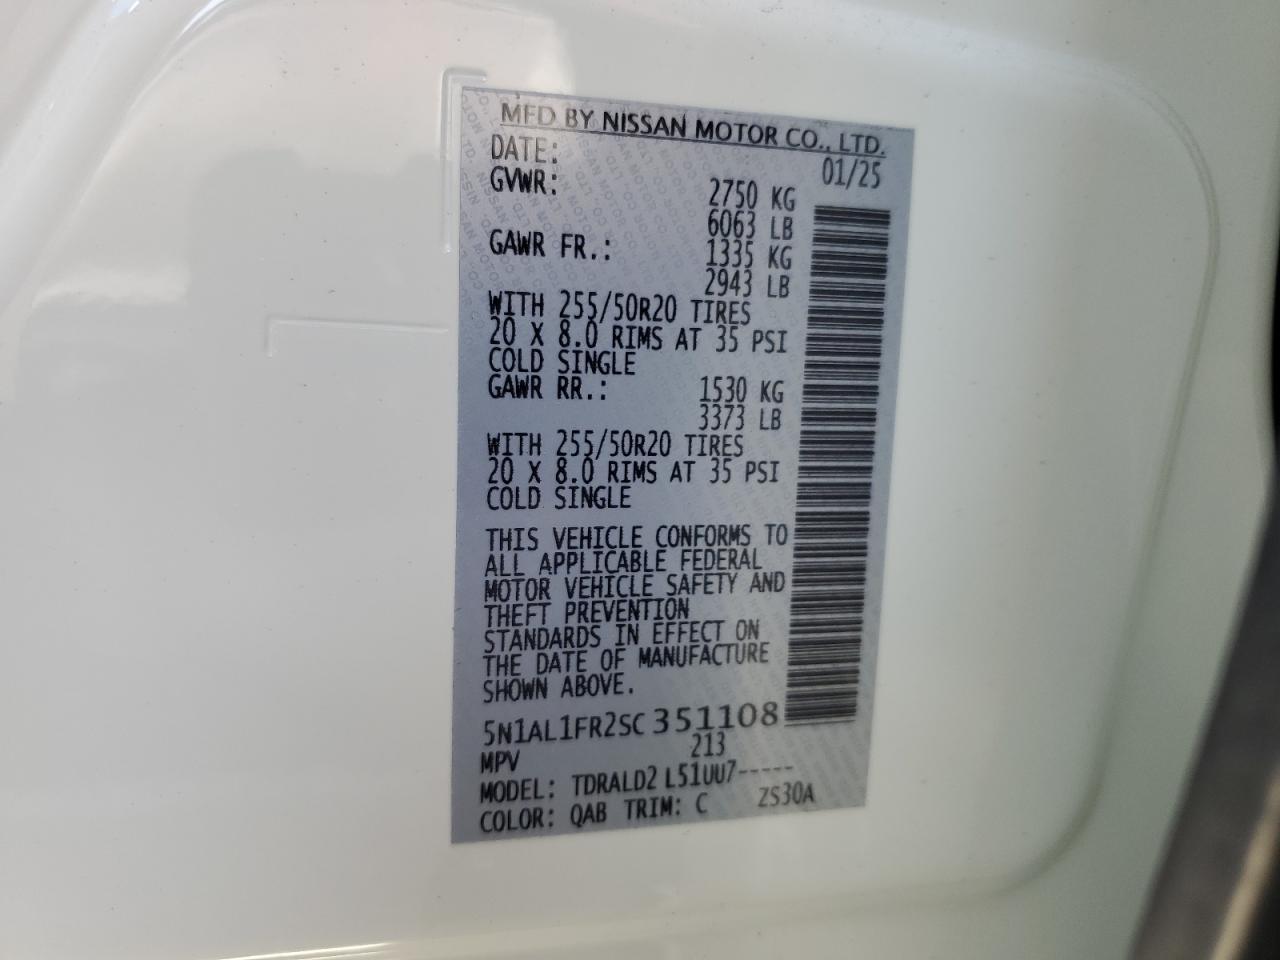 MFD BY NISSAN MOTOR CO., LTD.
DATE: 01/25
GVWR: 2750 KG
6063 LB
GAWR FR.: 1335 KG
2943 LB
WITH 255/50R20 TIRES
20 X 8.0 RIMS AT 35 PSI
COLD SINGLE
GAWR RR.: 1530 KG
3373 LB
WITH 255/50R20 TIRES
20 X 8.0 RIMS AT 35 PSI
COLD SINGLE
THIS VEHICLE CONFORMS TO
ALL APPLICABLE FEDERAL
MOTOR VEHICLE SAFETY AND
THEFT PREVENTION
STANDARDS IN EFFECT ON
THE DATE OF MANUFACTURE
SHOWN ABOVE.
5N1AL1FR2SC351108
MPV 213
MODEL: TDRALD2 L51UU7-----
COLOR: QAB TRIM: C ZS30A